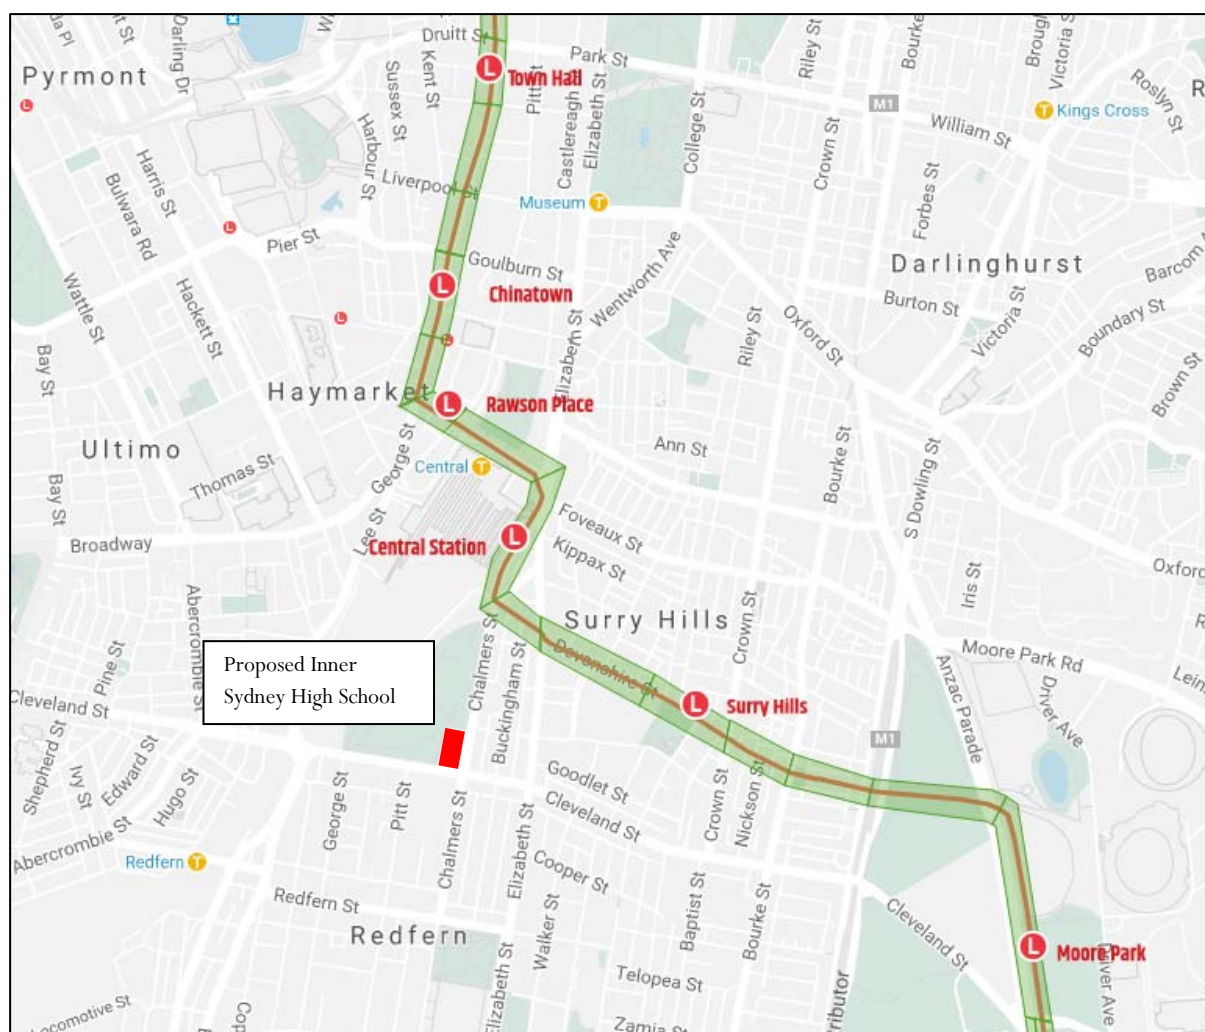 Druitt St
Park St
Pyrmont
Darling Dr
Kent St
Sussex St
Town Hall
Pitt St
Castlereagh St
Elizabeth St
College St
Riley St
Bourke
Victoria St
Roslyn St
M1
Kings Cross
William St
Crown St
Harbour St
Harris St
Bulwara Rd
Liverpool St
Museum
Forbes St
Pier St
Goulburn St
Wentworth Ave
Darlinghurst
Barcom
Wattle St
Hackett St
Chinatown
Burton St
Victoria St
Boundary St
Riley St
Oxford St
Elizabeth St
Bay St
Haymarket
Rawson Place
Brown St
Ultimo
George St
Ann St
Bourke St
Thomas St
Central
S Dowling St
Bay St
Lee St
Foveaux St
Broadway
Central Station
Kippax St
Oxford
Iris St
Abercrombie St
Surry Hills
Crown St
Chalmers St
Pine St
Proposed Inner
Sydney High School
Devonshire St
Moore Park Rd
Anzac Parade
Driver Ave
Cleveland St
Buckingham St
Surry Hills
M1
Shepherd St
Ivy St
Edward St
Hugo St
George St
Pitt St
Chalmers St
Goodlet St
Cleveland St
Crown St
Nickson St
Abercrombie St
Redfern
Elizabeth St
Cooper St
Redfern St
Walker St
Baptist St
Bourke St
Cleveland St
Redfern
Moore Park
Driver Ave
Telopea St
Elizabeth St
Locomotive St
Zamia St